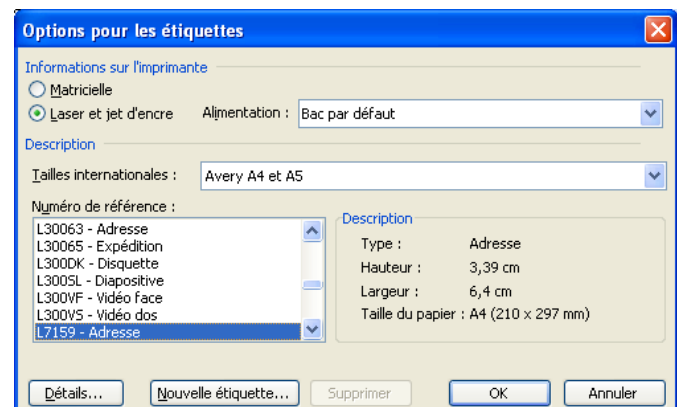 Options pour les étiquettes
Informations sur l'imprimante
Matricielle
Laser et jet d'encre Alimentation : Bac par défaut
Description
Tailles internationales : Avery A4 et A5
Numéro de référence :
L30063 - Adresse
L30065 - Expédition
L300DK - Disquette
L300SL - Diapositive
L300VF - Vidéo face
L300VS - Vidéo dos
L7159 - Adresse
Description
Type : Adresse
Hauteur : 3,39 cm
Largeur : 6,4 cm
Taille du papier : A4 (210 x 297 mm)
Détails... Nouvelle étiquette... Supprimer OK Annuler